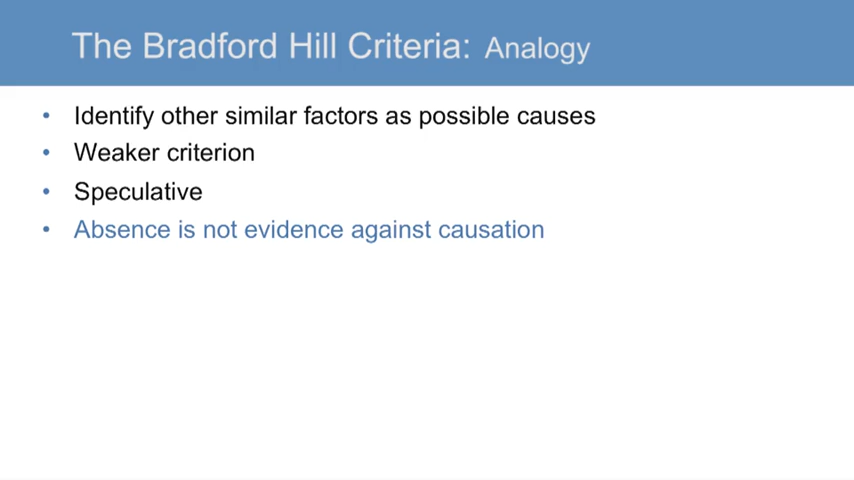 The Bradford Hill Criteria: Analogy
• Identify other similar factors as possible causes
• Weaker criterion
• Speculative
• Absence is not evidence against causation